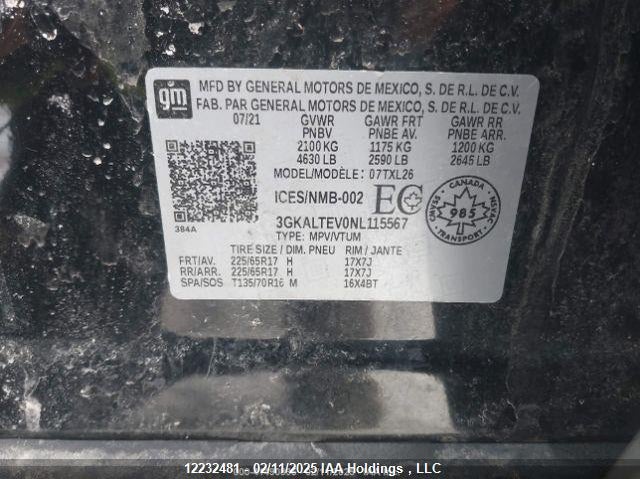 gm
MFD BY GENERAL MOTORS DE MEXICO, S. DE R.L. DE C.V.
FAB. PAR GENERAL MOTORS DE MEXICO, S. DE R.L. DE C.V.
07/21 GVWR GAWR FRT GAWR RR
PNBV PNBE AV. PNBE ARR.
2100 KG 1175 KG 1200 KG
4630 LB 2590 LB 2645 LB
MODEL/MODÈLE: 07TXL26
ICES/NMB-002 EC
CANADA
985
384A
3GKALTEV0NL115567
TYPE: MPV/VTUM
TIRE SIZE / DIM. PNEU RIM / JANTE
FRT/AV. 225/65R17 H 17X7J
RR/ARR. 225/65R17 H 17X7J
SPA/SOS T135/70R16 M 16X4BT
12232481 - 02/11/2025 IAA Holdings , LLC